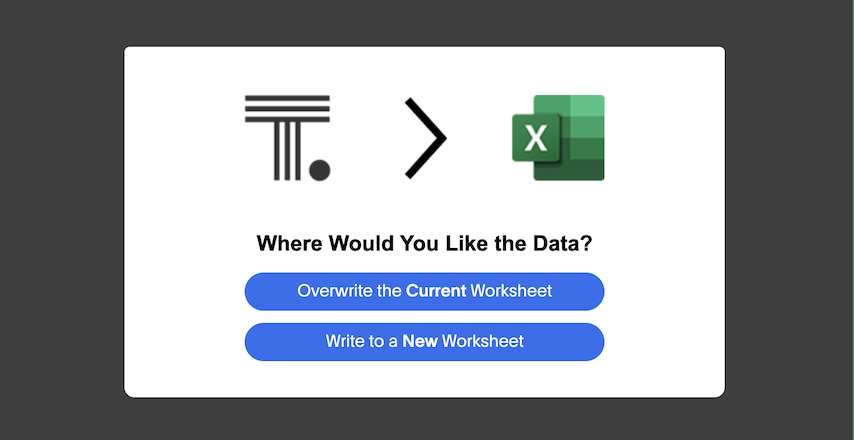 T.
X
Where Would You Like the Data?
Overwrite the Current Worksheet
Write to a New Worksheet